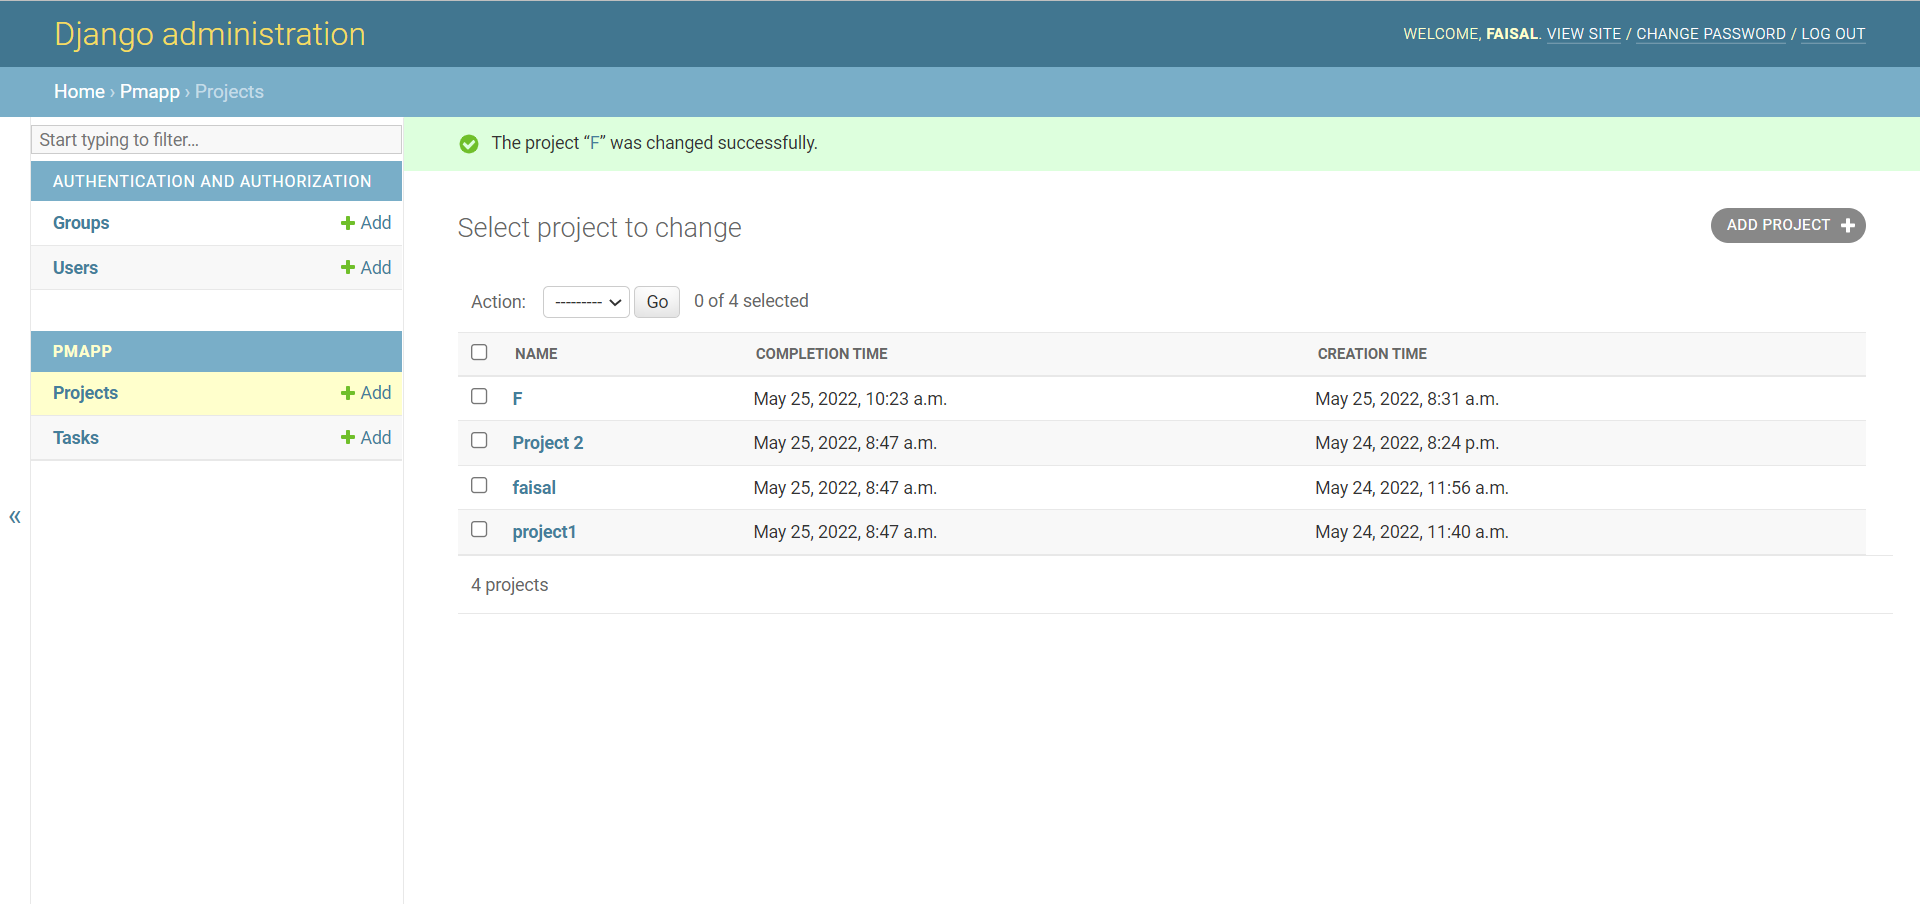 Django administration
WELCOME, FAISAL. VIEW SITE / CHANGE PASSWORD / LOG OUT
Home › Pmapp › Projects
Start typing to filter...
AUTHENTICATION AND AUTHORIZATION
Groups Add
Users Add
PMAPP
Projects Add
Tasks Add
«
The project “F” was changed successfully.
Select project to change
ADD PROJECT
Action: --------- Go 0 of 4 selected
NAME COMPLETION TIME CREATION TIME
F May 25, 2022, 10:23 a.m. May 25, 2022, 8:31 a.m.
Project 2 May 25, 2022, 8:47 a.m. May 24, 2022, 8:24 p.m.
faisal May 25, 2022, 8:47 a.m. May 24, 2022, 11:56 a.m.
project1 May 25, 2022, 8:47 a.m. May 24, 2022, 11:40 a.m.
4 projects